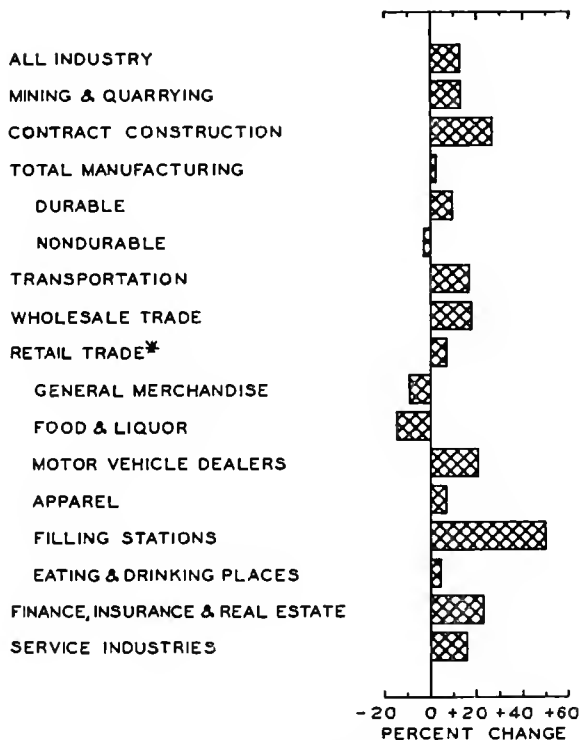 ALL INDUSTRY
MINING & QUARRYING
CONTRACT CONSTRUCTION
TOTAL MANUFACTURING
DURABLE
NONDURABLE
TRANSPORTATION
WHOLESALE TRADE
RETAIL TRADE*
GENERAL MERCHANDISE
FOOD & LIQUOR
MOTOR VEHICLE DEALERS
APPAREL
FILLING STATIONS
EATING & DRINKING PLACES
FINANCE, INSURANCE & REAL ESTATE
SERVICE INDUSTRIES
-20 0 +20 +40 +60
PERCENT CHANGE